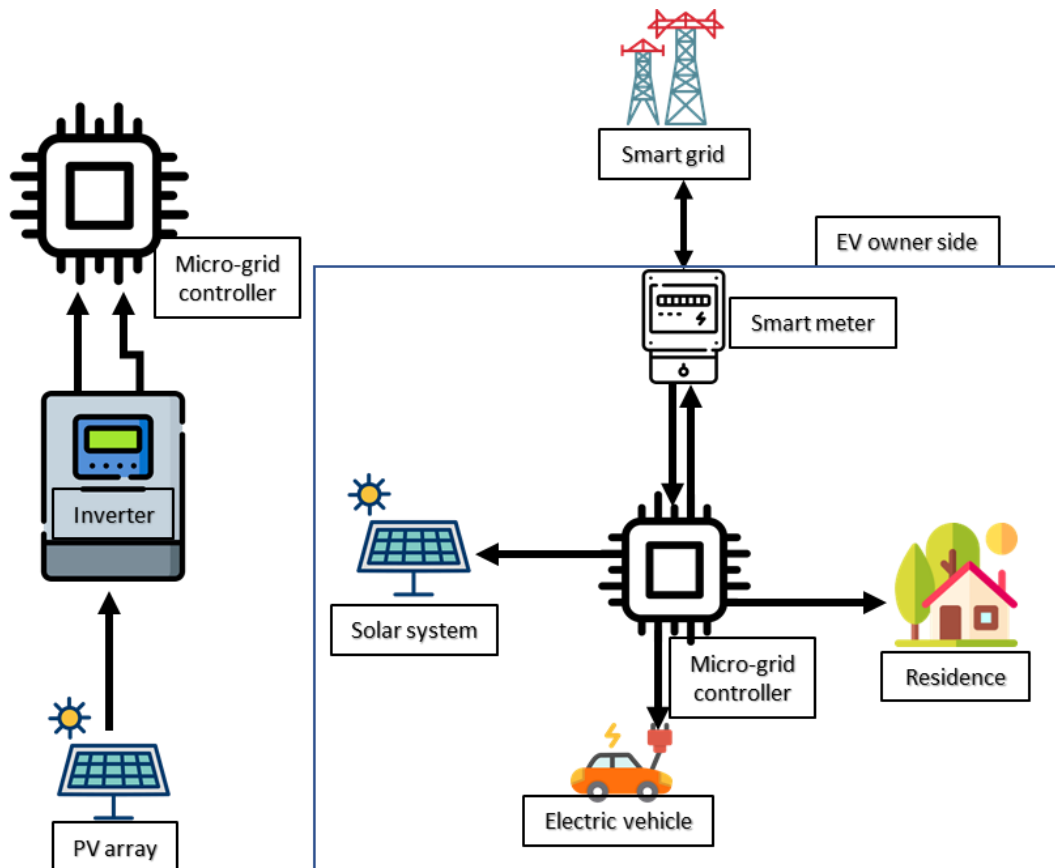 Smart grid
EV owner side
Micro-grid
controller
Smart meter
Inverter
Solar system
Micro-grid
controller
Residence
Electric vehicle
PV array